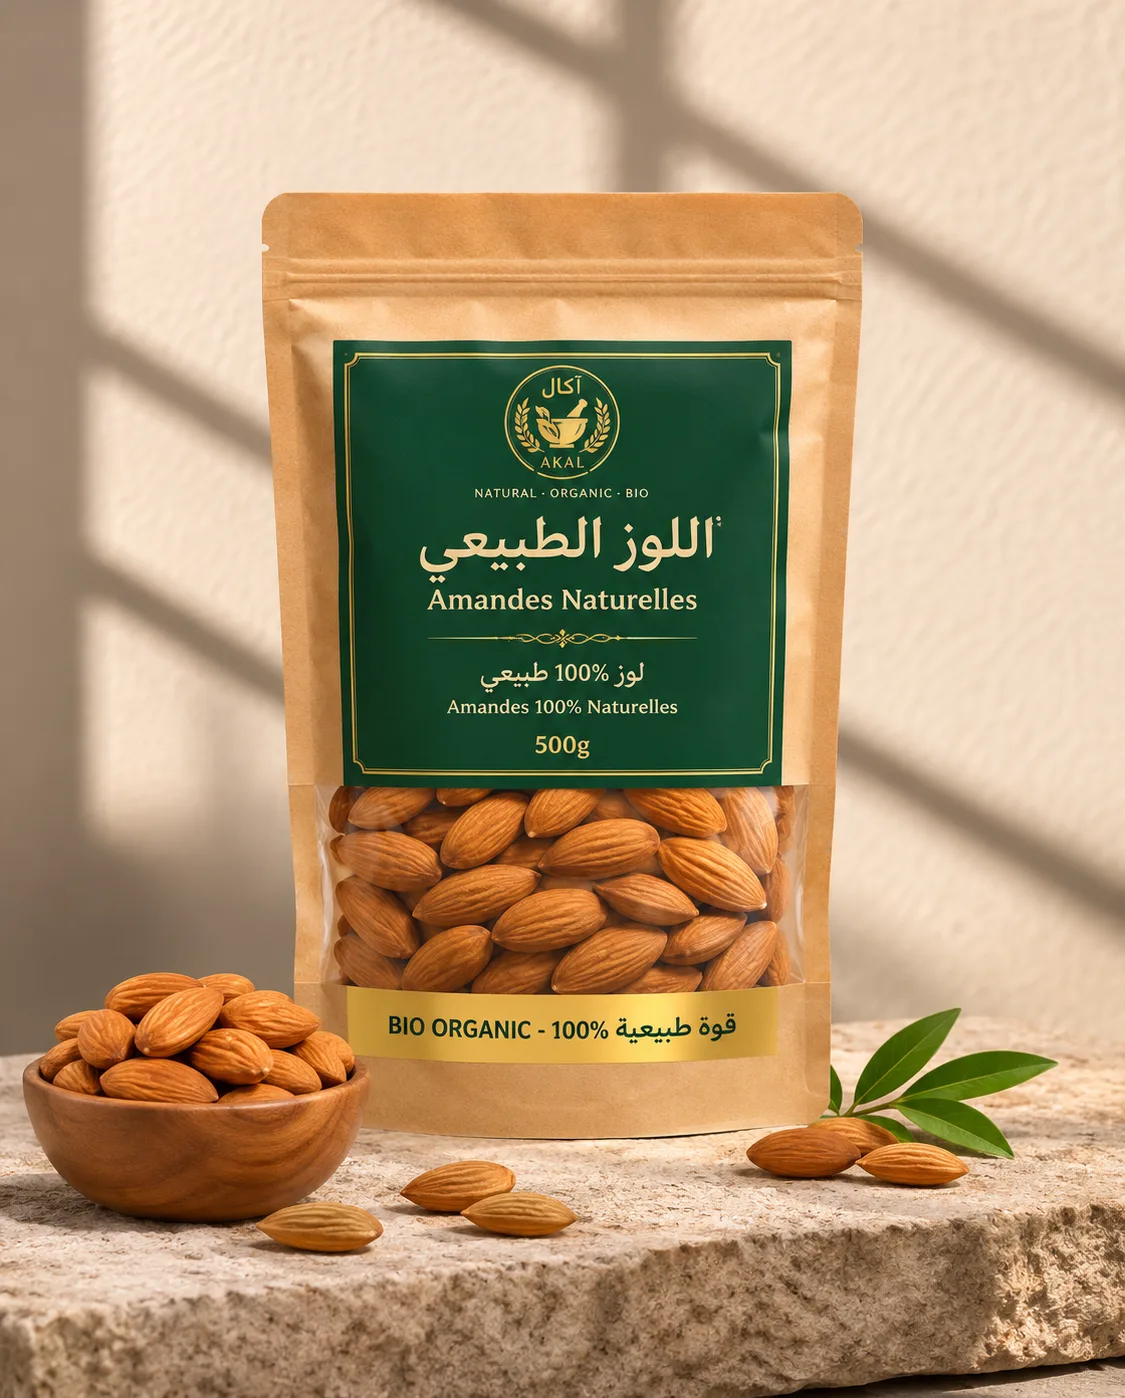 آكال
AKAL
NATURAL · ORGANIC · BIO
اللوز الطبيعي
Amandes Naturelles
لوز 100% طبيعي
Amandes 100% Naturelles
500g
BIO ORGANIC - 100% قوة طبيعية